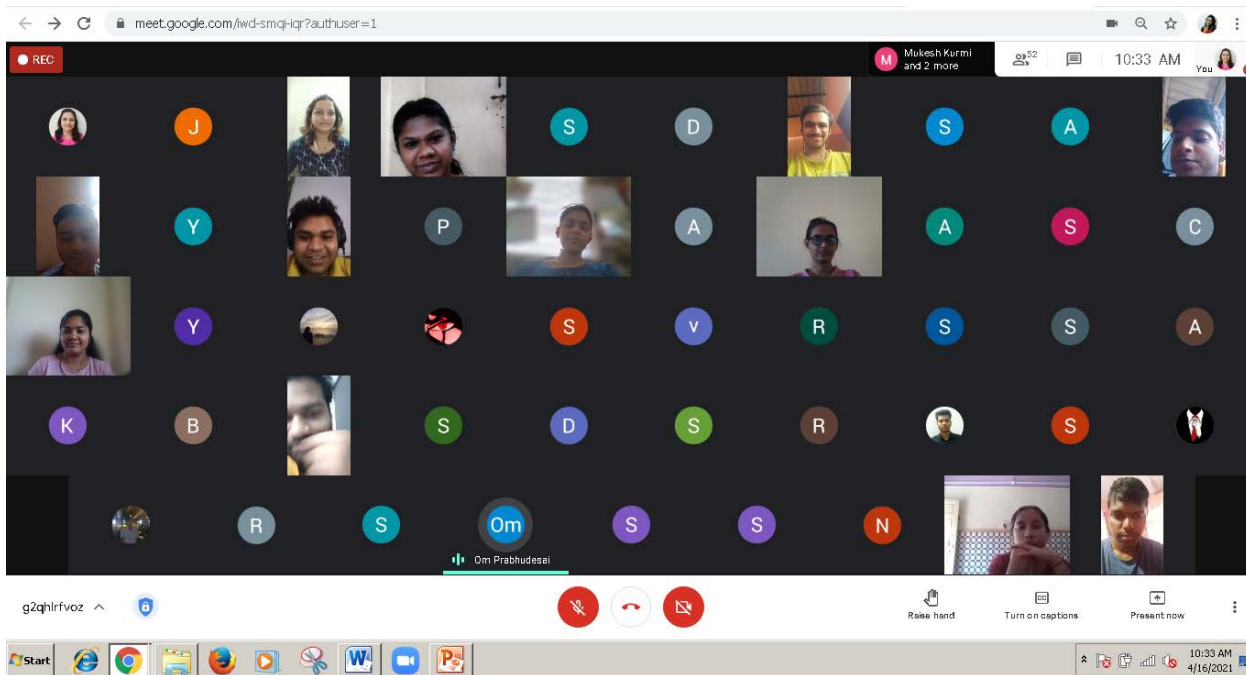 meet.google.com/iwd-smqi-iqr?authuser=1
REC
M
Mukesh Kurmi
and 2 more
52
10:33 AM
You
J
S
D
S
A
Y
P
A
A
S
C
Y
S
v
R
S
S
A
K
B
S
D
S
R
S
R
S
Om
S
S
N
Om Prabhudesai
g2qhlrfvoz
Raise hand
Turn on captions
Present now
Start
10:33 AM
4/16/2021